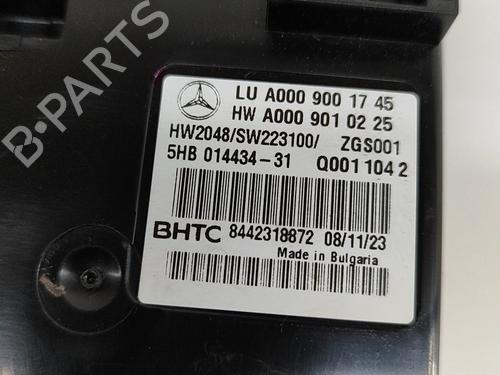 LU A000 900 17 45
HW A000 901 02 25
HW2048/SW223100/ ZGS001
5HB 014434-31 Q001 104 2
BHTC 8442318872 08/11/23
Made in Bulgaria
B-PARTS